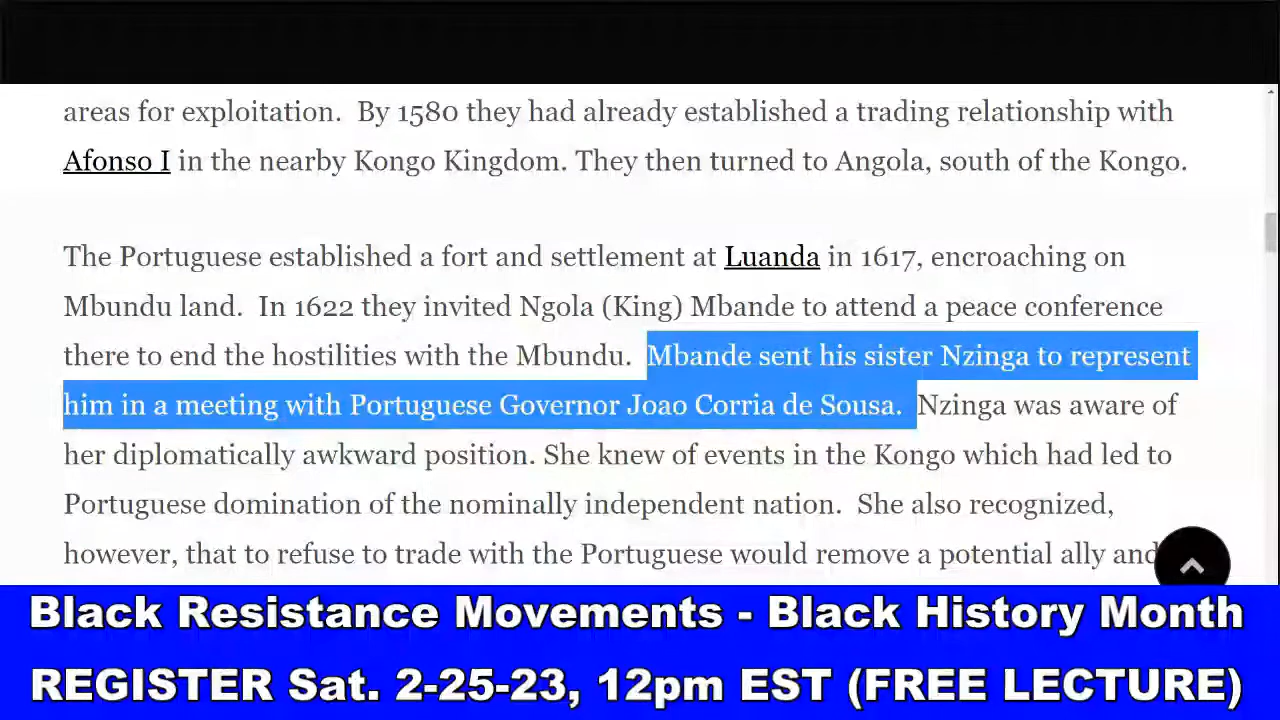 areas for exploitation.  By 1580 they had already established a trading relationship with
Afonso I in the nearby Kongo Kingdom. They then turned to Angola, south of the Kongo.
The Portuguese established a fort and settlement at Luanda in 1617, encroaching on
Mbundu land.  In 1622 they invited Ngola (King) Mbande to attend a peace conference
there to end the hostilities with the Mbundu.  Mbande sent his sister Nzinga to represent
him in a meeting with Portuguese Governor Joao Corria de Sousa.  Nzinga was aware of
her diplomatically awkward position. She knew of events in the Kongo which had led to
Portuguese domination of the nominally independent nation.  She also recognized,
however, that to refuse to trade with the Portuguese would remove a potential ally and
Black Resistance Movements - Black History Month
REGISTER Sat. 2-25-23, 12pm EST (FREE LECTURE)